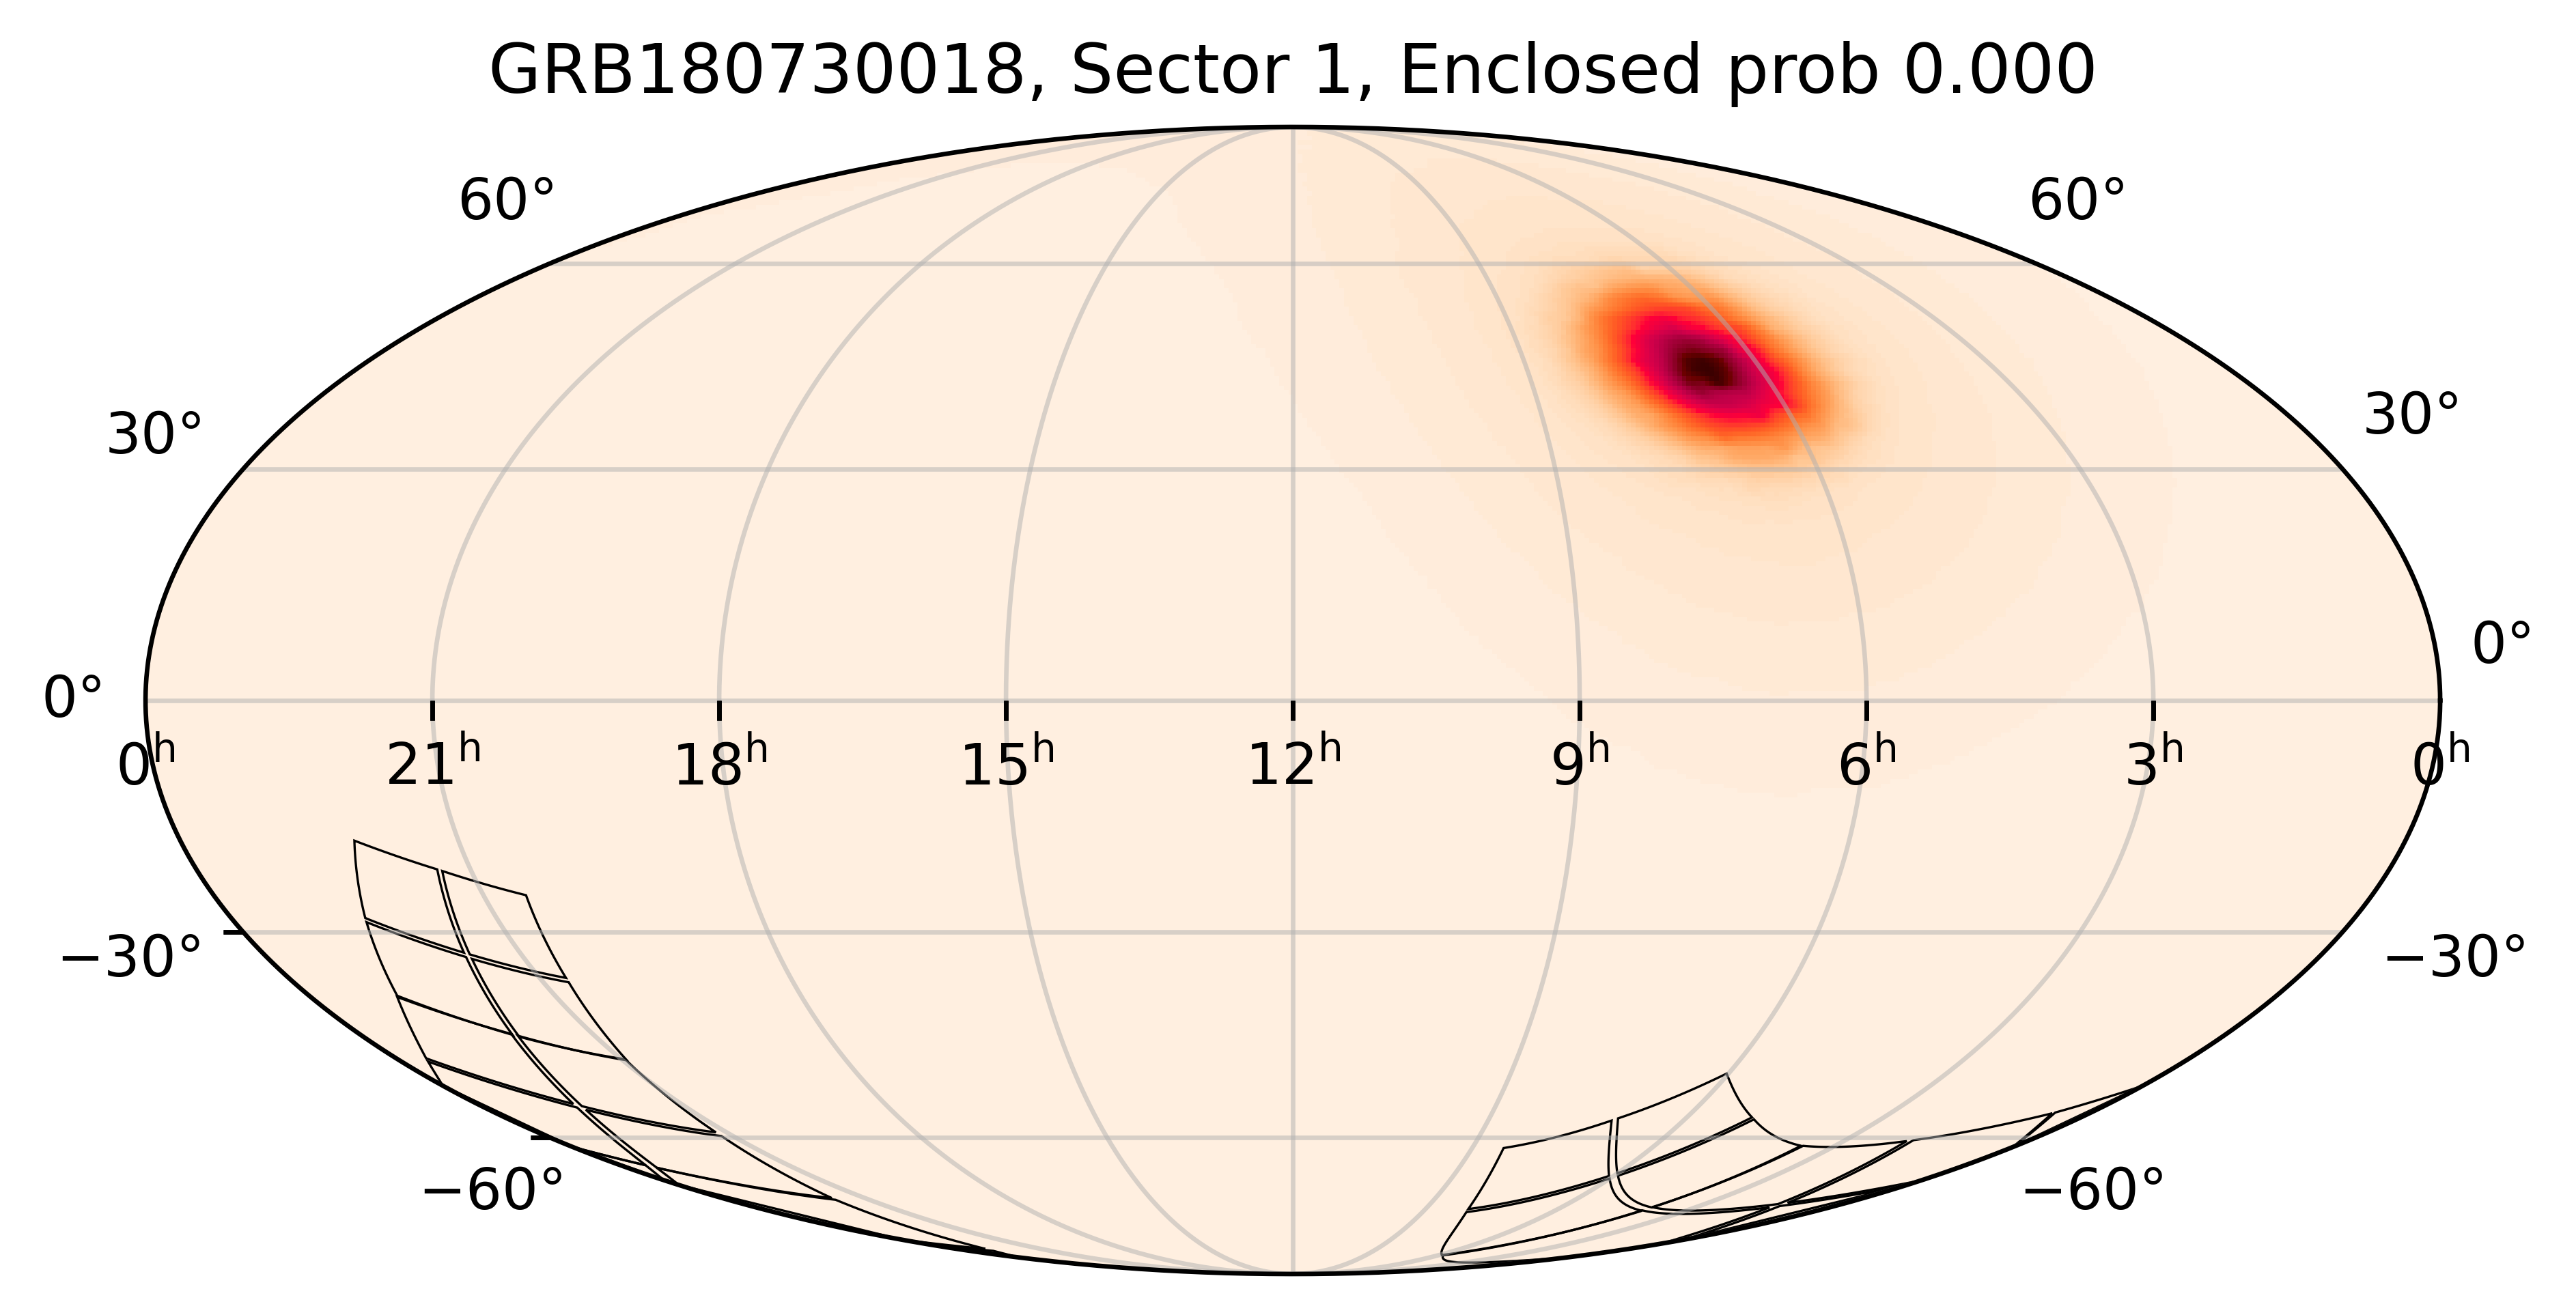 GRB180730018, Sector 1, Enclosed prob 0.000
60° 60°
30° 30°
0° 0°
0ʰ 21ʰ 18ʰ 15ʰ 12ʰ 9ʰ 6ʰ 3ʰ 0ʰ
−30° −30°
−60° −60°